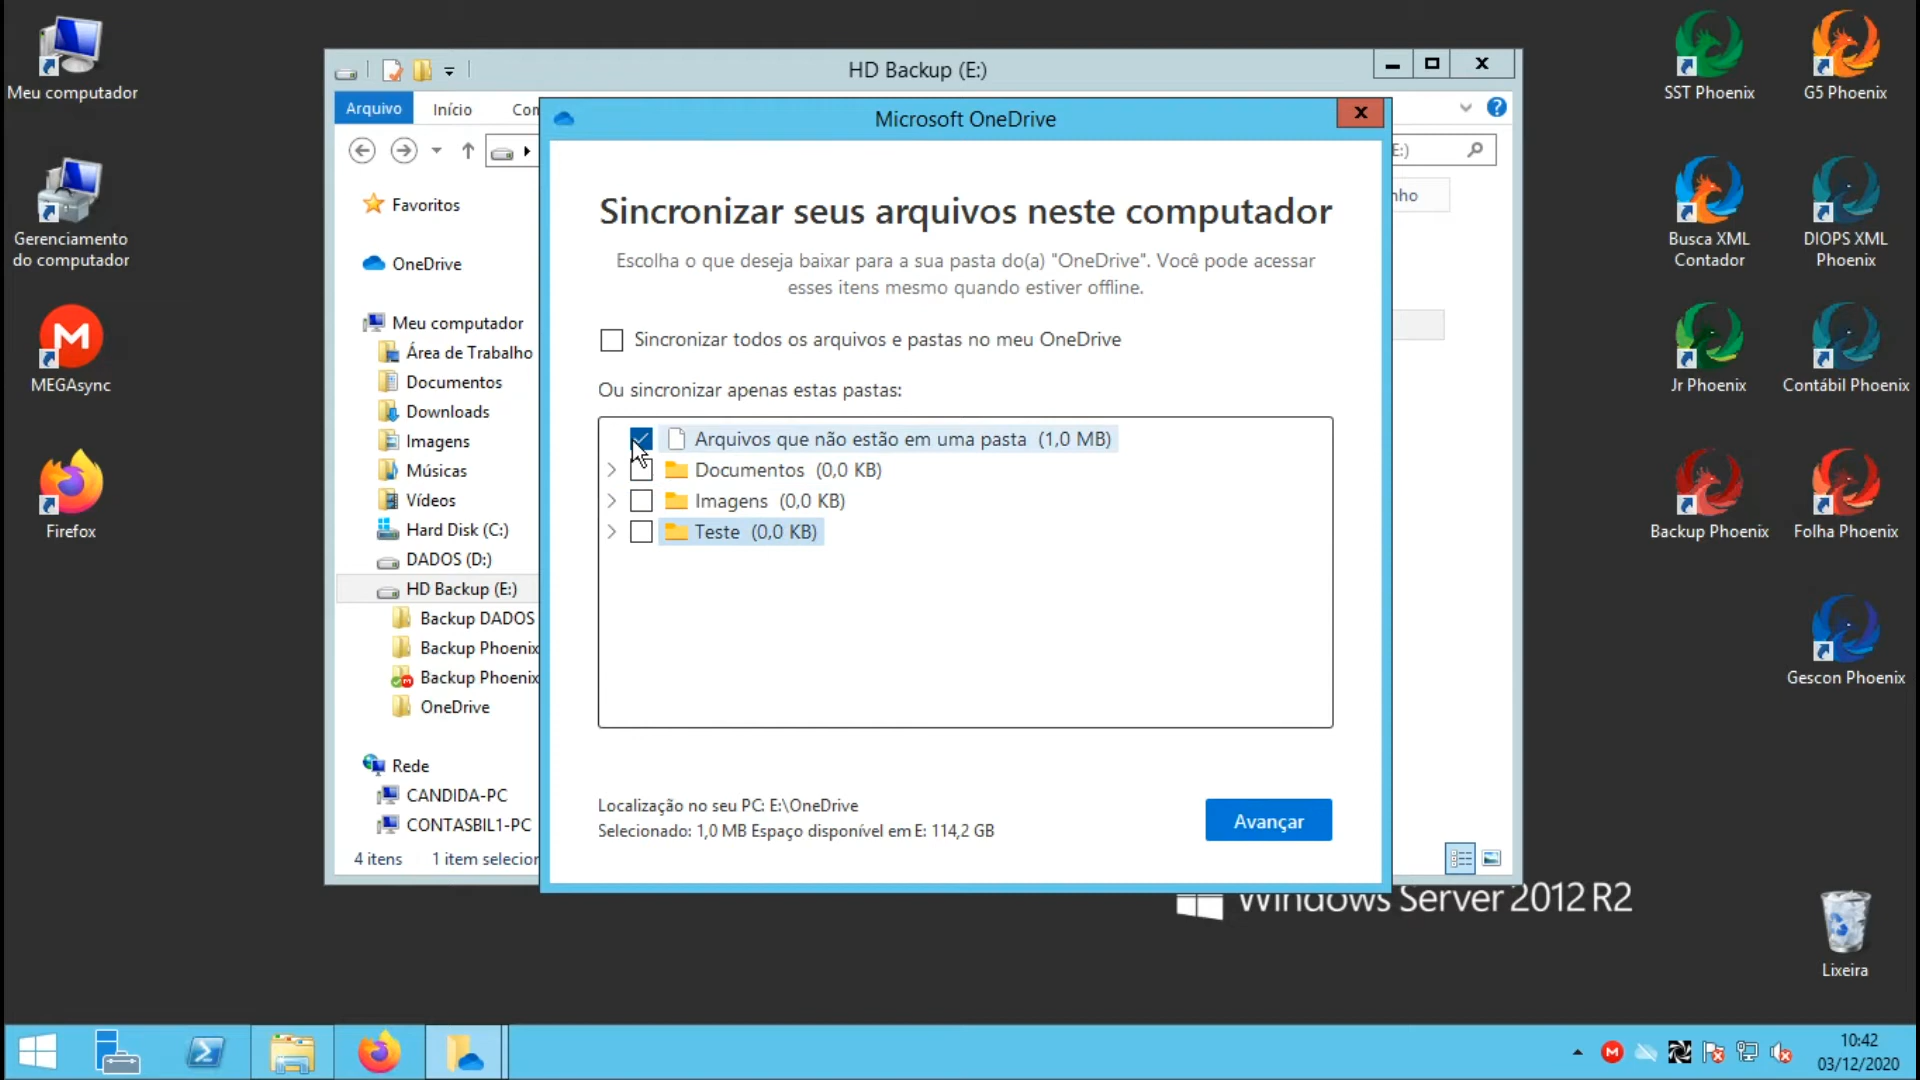 Meu computador
Gerenciamento
do computador
MEGAsync
Firefox
HD Backup (E:)
Arquivo
Início
Con
E:)
nho
Favoritos
OneDrive
Meu computador
Área de Trabalho
Documentos
Downloads
Imagens
Músicas
Vídeos
Hard Disk (C:)
DADOS (D:)
HD Backup (E:)
Backup DADOS
Backup Phoenix
Backup Phoenix
OneDrive
Rede
CANDIDA-PC
CONTASBIL1-PC
4 itens
1 item selecion
Microsoft OneDrive
Sincronizar seus arquivos neste computador
Escolha o que deseja baixar para a sua pasta do(a) "OneDrive". Você pode acessar
esses itens mesmo quando estiver offline.
Sincronizar todos os arquivos e pastas no meu OneDrive
Ou sincronizar apenas estas pastas:
Arquivos que não estão em uma pasta (1,0 MB)
Documentos (0,0 KB)
Imagens (0,0 KB)
Teste (0,0 KB)
Localização no seu PC: E:\OneDrive
Selecionado: 1,0 MB Espaço disponível em E: 114,2 GB
Avançar
SST Phoenix
G5 Phoenix
Busca XML
Contador
DIOPS XML
Phoenix
Jr Phoenix
Contábil Phoenix
Backup Phoenix
Folha Phoenix
Gescon Phoenix
Windows Server 2012 R2
Lixeira
10:42
03/12/2020